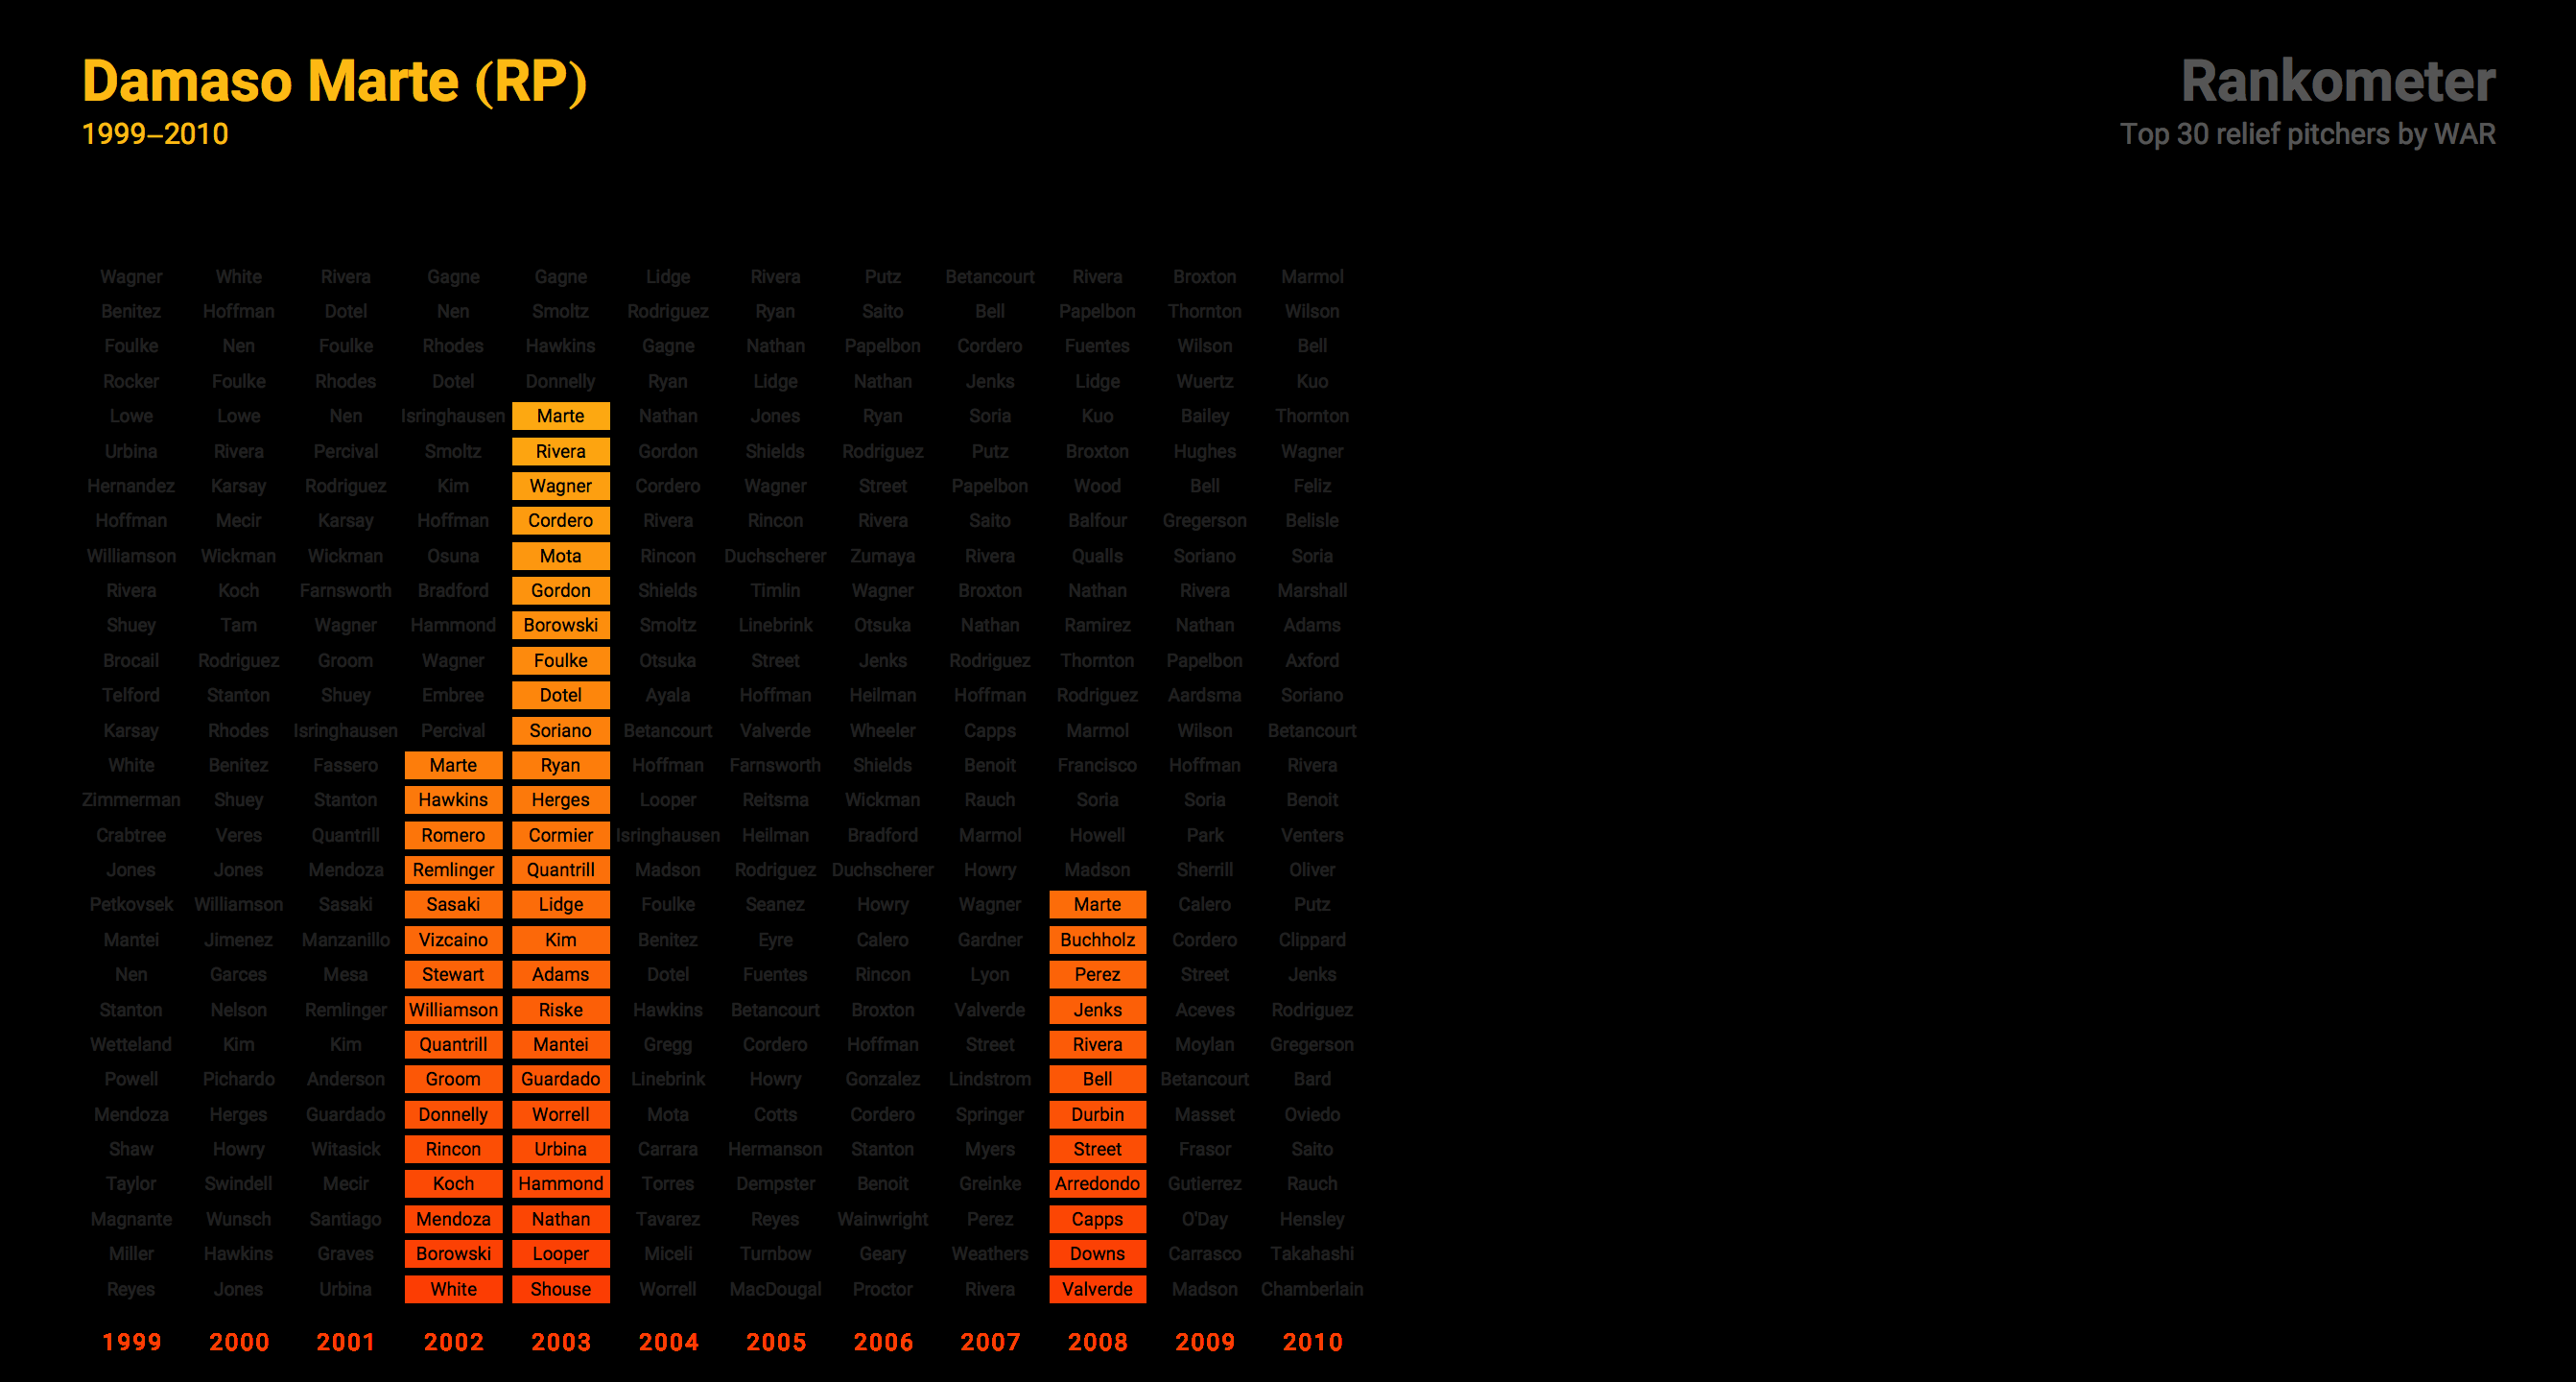 Damaso Marte (RP)
1999–2010
Rankometer
Top 30 relief pitchers by WAR
Wagner White Rivera Gagne Gagne Lidge Rivera Putz Betancourt Rivera Broxton Marmol
Benitez Hoffman Dotel Nen Smoltz Rodriguez Ryan Saito Bell Papelbon Thornton Wilson
Foulke Nen Foulke Rhodes Hawkins Gagne Nathan Papelbon Cordero Fuentes Wilson Bell
Rocker Foulke Rhodes Dotel Donnelly Ryan Lidge Nathan Jenks Lidge Wuertz Kuo
Lowe Lowe Nen Isringhausen Marte Nathan Jones Ryan Soria Kuo Bailey Thornton
Urbina Rivera Percival Smoltz Rivera Gordon Shields Rodriguez Putz Broxton Hughes Wagner
Hernandez Karsay Rodriguez Kim Wagner Cordero Wagner Street Papelbon Wood Bell Feliz
Hoffman Mecir Karsay Hoffman Cordero Rivera Rincon Rivera Saito Balfour Gregerson Belisle
Williamson Wickman Wickman Osuna Mota Rincon Duchscherer Zumaya Rivera Qualls Soriano Soria
Rivera Koch Farnsworth Bradford Gordon Shields Timlin Wagner Broxton Nathan Rivera Marshall
Shuey Tam Wagner Hammond Borowski Smoltz Linebrink Otsuka Nathan Ramirez Nathan Adams
Brocail Rodriguez Groom Wagner Foulke Otsuka Street Jenks Rodriguez Thornton Papelbon Axford
Telford Stanton Shuey Embree Dotel Ayala Hoffman Heilman Hoffman Rodriguez Aardsma Soriano
Karsay Rhodes Isringhausen Percival Soriano Betancourt Valverde Wheeler Capps Marmol Wilson Betancourt
White Benitez Fassero Marte Ryan Hoffman Farnsworth Shields Benoit Francisco Hoffman Rivera
Zimmerman Shuey Stanton Hawkins Herges Looper Reitsma Wickman Rauch Soria Soria Benoit
Crabtree Veres Quantrill Romero Cormier Isringhausen Heilman Bradford Marmol Howell Park Venters
Jones Jones Mendoza Remlinger Quantrill Madson Rodriguez Duchscherer Howry Madson Sherrill Oliver
Petkovsek Williamson Sasaki Sasaki Lidge Foulke Seanez Howry Wagner Marte Calero Putz
Mantei Jimenez Manzanillo Vizcaino Kim Benitez Eyre Calero Gardner Buchholz Cordero Clippard
Nen Garces Mesa Stewart Adams Dotel Fuentes Rincon Lyon Perez Street Jenks
Stanton Nelson Remlinger Williamson Riske Hawkins Betancourt Broxton Valverde Jenks Aceves Rodriguez
Wetteland Kim Kim Quantrill Mantei Gregg Cordero Hoffman Street Rivera Moylan Gregerson
Powell Pichardo Anderson Groom Guardado Linebrink Howry Gonzalez Lindstrom Bell Betancourt Bard
Mendoza Herges Guardado Donnelly Worrell Mota Cotts Cordero Springer Durbin Masset Oviedo
Shaw Howry Witasick Rincon Urbina Carrara Hermanson Stanton Myers Street Frasor Saito
Taylor Swindell Mecir Koch Hammond Torres Dempster Benoit Greinke Arredondo Gutierrez Rauch
Magnante Wunsch Santiago Mendoza Nathan Tavarez Reyes Wainwright Perez Capps O'Day Hensley
Miller Hawkins Graves Borowski Looper Miceli Turnbow Geary Weathers Downs Carrasco Takahashi
Reyes Jones Urbina White Shouse Worrell MacDougal Proctor Rivera Valverde Madson Chamberlain
1999 2000 2001 2002 2003 2004 2005 2006 2007 2008 2009 2010